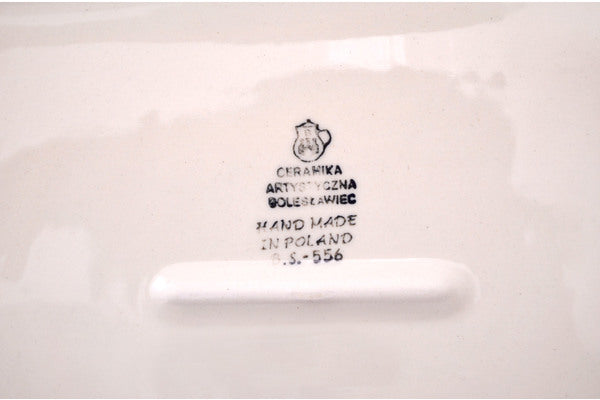 CERAMIKA
ARTYSTYCZNA
BOLESŁAWIEC
HAND MADE
IN POLAND
B.S.-556